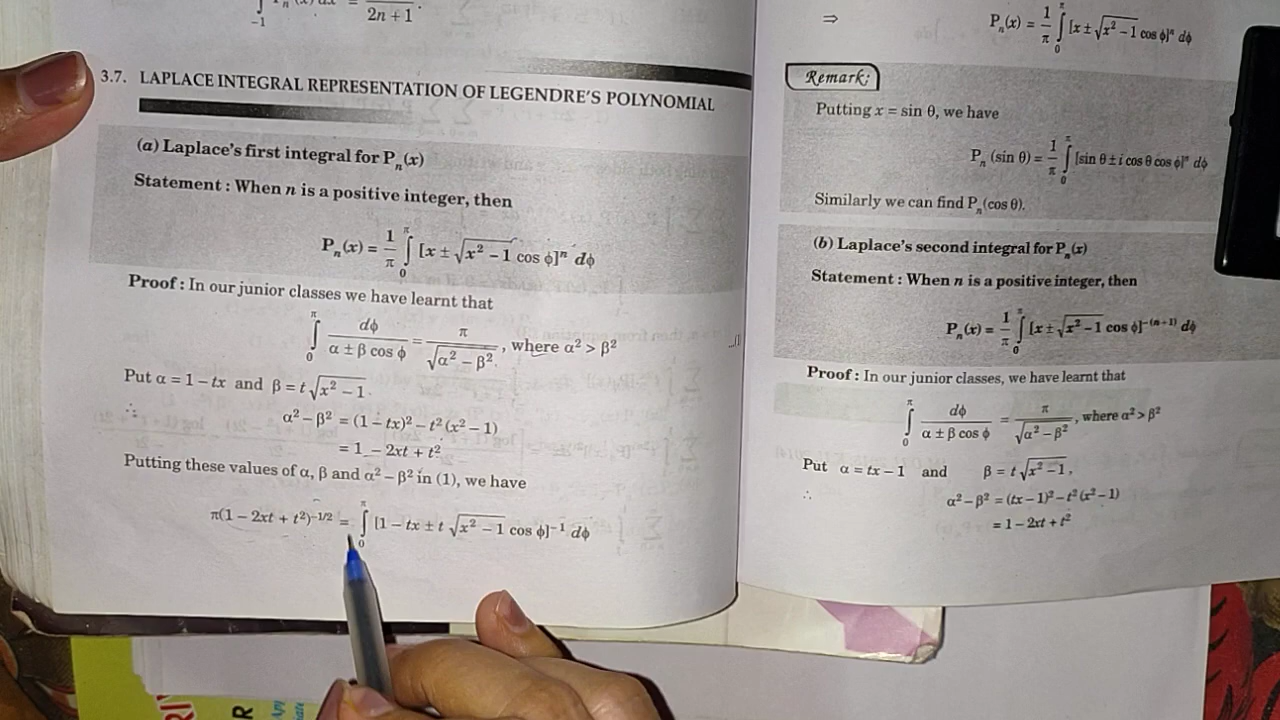 −1
2n + 1
3.7. LAPLACE INTEGRAL REPRESENTATION OF LEGENDRE'S POLYNOMIAL
(a) Laplace's first integral for Pₙ(x)
Statement : When n is a positive integer, then
Pₙ(x) = 1/π ∫₀^π [x ± √(x² − 1) cos ϕ]ⁿ dϕ
Proof : In our junior classes we have learnt that
∫₀^π dϕ/(α ± β cos ϕ) = π/√(α² − β²), where α² > β²
Put α = 1 − tx and β = t √(x² − 1).
∴ α² − β² = (1 − tx)² − t² (x² − 1)
= 1 − 2xt + t²
Putting these values of α, β and α² − β² in (1), we have
π(1 − 2xt + t²)^(−1/2) = ∫₀^π [1 − tx ± t √(x² − 1) cos ϕ]⁻¹ dϕ
⇒ Pₙ(x) = 1/π ∫₀^π [x ± √(x² − 1) cos ϕ]ⁿ dϕ
Remark:
Putting x = sin θ, we have
Pₙ (sin θ) = 1/π ∫₀^π [sin θ ± i cos θ cos ϕ]ⁿ dϕ
Similarly we can find Pₙ(cos θ).
(b) Laplace's second integral for Pₙ(x)
Statement : When n is a positive integer, then
Pₙ(x) = 1/π ∫₀^π [x ± √(x² − 1) cos ϕ]^(−(n+1)) dϕ
Proof : In our junior classes, we have learnt that
∫₀^π dϕ/(α ± β cos ϕ) = π/√(α² − β²), where α² > β²
Put α = tx − 1 and β = t √(x² − 1),
∴ α² − β² = (tx − 1)² − t² (x² − 1)
= 1 − 2xt + t²
R